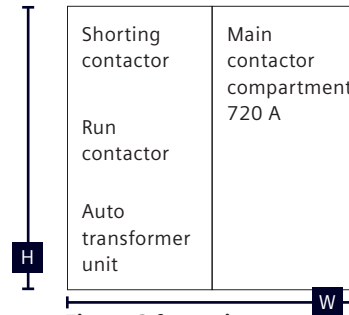 Shorting
contactor
Run
contactor
Auto
transformer
unit
Main
contactor
compartment
720 A
H
W